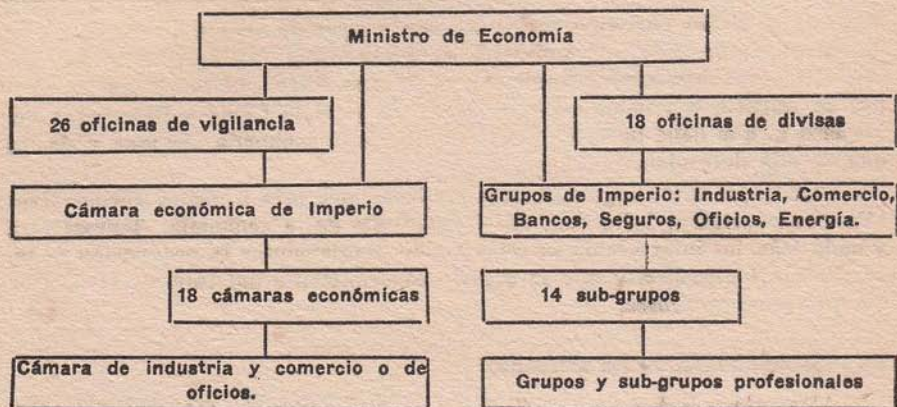 Ministro de Economía
26 oficinas de vigilancia
18 oficinas de divisas
Cámara económica de Imperio
Grupos de Imperio: Industria, Comercio,
Bancos, Seguros, Oficios, Energía.
18 cámaras económicas
14 sub-grupos
Cámara de industria y comercio o de
oficios.
Grupos y sub-grupos profesionales